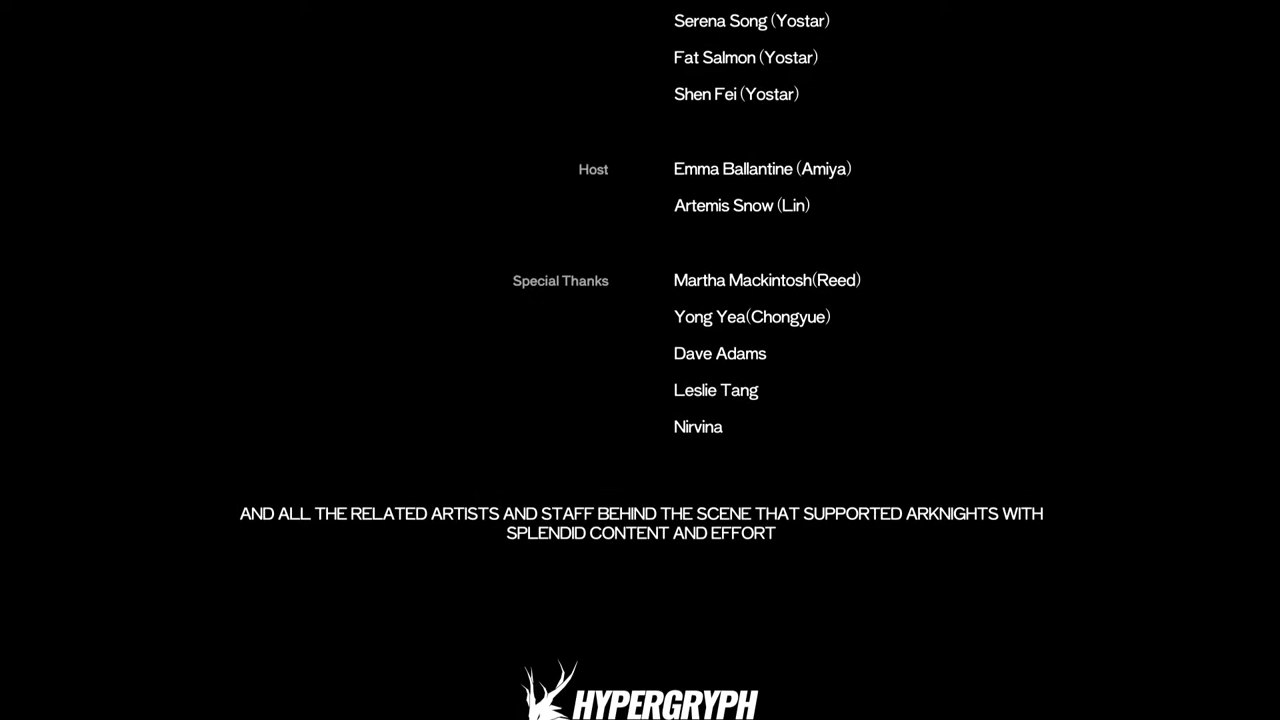 Serena Song (Yostar)
Fat Salmon (Yostar)
Shen Fei (Yostar)
Host
Emma Ballantine (Amiya)
Artemis Snow (Lin)
Special Thanks
Martha Mackintosh(Reed)
Yong Yea(Chongyue)
Dave Adams
Leslie Tang
Nirvina
AND ALL THE RELATED ARTISTS AND STAFF BEHIND THE SCENE THAT SUPPORTED ARKNIGHTS WITH
SPLENDID CONTENT AND EFFORT
HYPERGRYPH